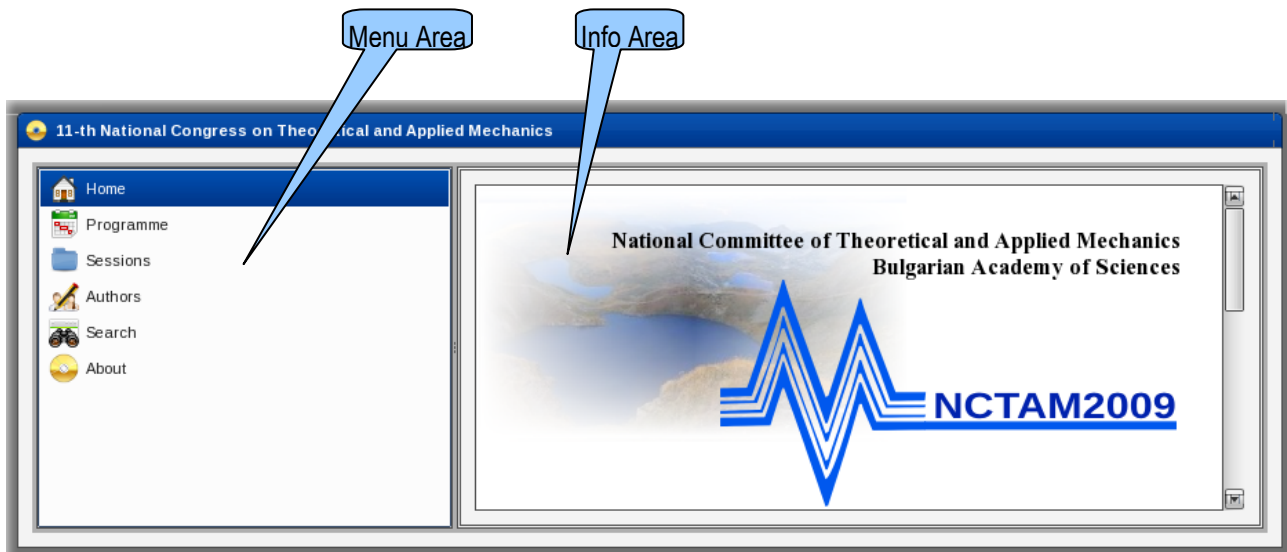 Menu Area
Info Area
11-th National Congress on Theoretical and Applied Mechanics
Home
Programme
Sessions
Authors
Search
About
National Committee of Theoretical and Applied Mechanics
Bulgarian Academy of Sciences
NCTAM2009